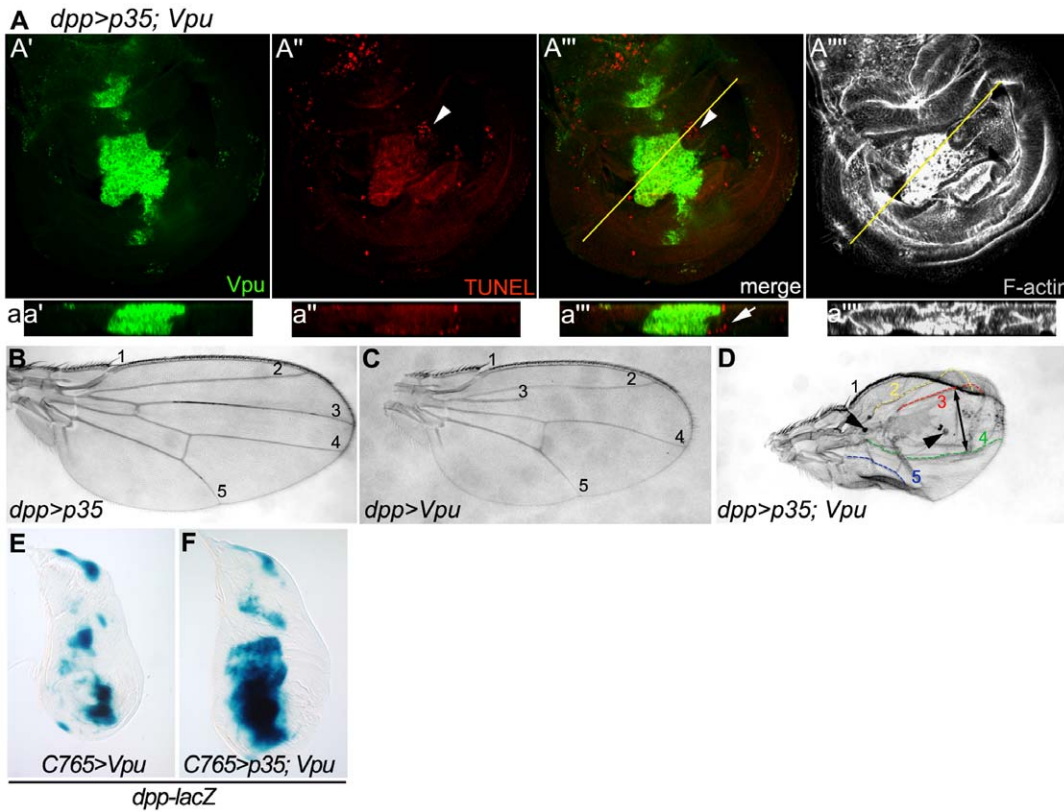 A dpp>p35; Vpu
A' A'' A''' A''''
Vpu TUNEL merge F-actin
a a' a'' a''' a''''
B 1 2 3 4 5 dpp>p35
C 1 2 3 4 5 dpp>Vpu
D 1 2 3 4 5 dpp>p35; Vpu
E C765>Vpu
F C765>p35; Vpu
dpp-lacZ